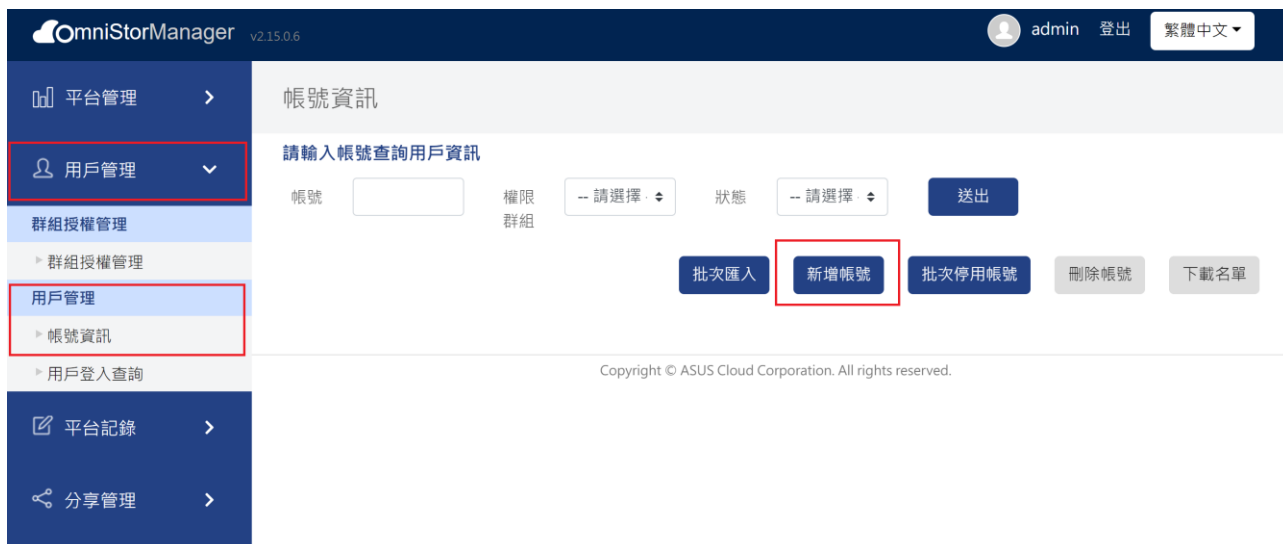 OmniStorManager v2.15.0.6
admin 登出 繁體中文
平台管理
用戶管理
群組授權管理
群組授權管理
用戶管理
帳號資訊
用戶登入查詢
平台記錄
分享管理
帳號資訊
請輸入帳號查詢用戶資訊
帳號 權限群組 -- 請選擇 - 狀態 -- 請選擇 - 送出
批次匯入 新增帳號 批次停用帳號 刪除帳號 下載名單
Copyright © ASUS Cloud Corporation. All rights reserved.